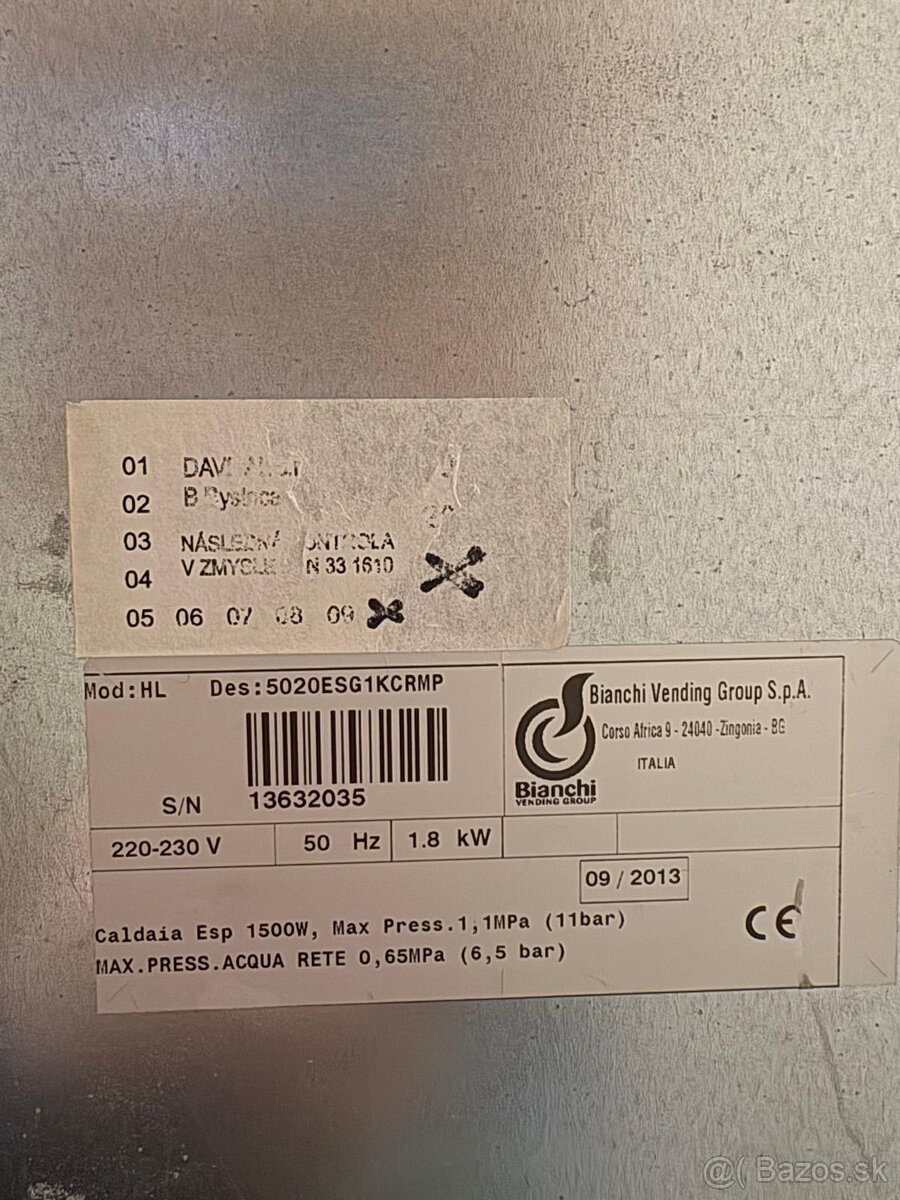 01
02
03
04
05 06 07 08 09
B
NÁSLEDNÁ
V ZMYSLE N 33 1610
Mod:HL Des:5020ESG1KCRMP
S/N 13632035
Bianchi
VENDING GROUP
Bianchi Vending Group S.p.A.
Corso Africa 9 - 24040 -Zingonia - BG
ITALIA
220-230 V 50 Hz 1.8 kW
09 / 2013
Caldaia Esp 1500W, Max Press.1,1MPa (11bar)
MAX.PRESS.ACQUA RETE 0,65MPa (6,5 bar)
CE
@( Bazos.sk